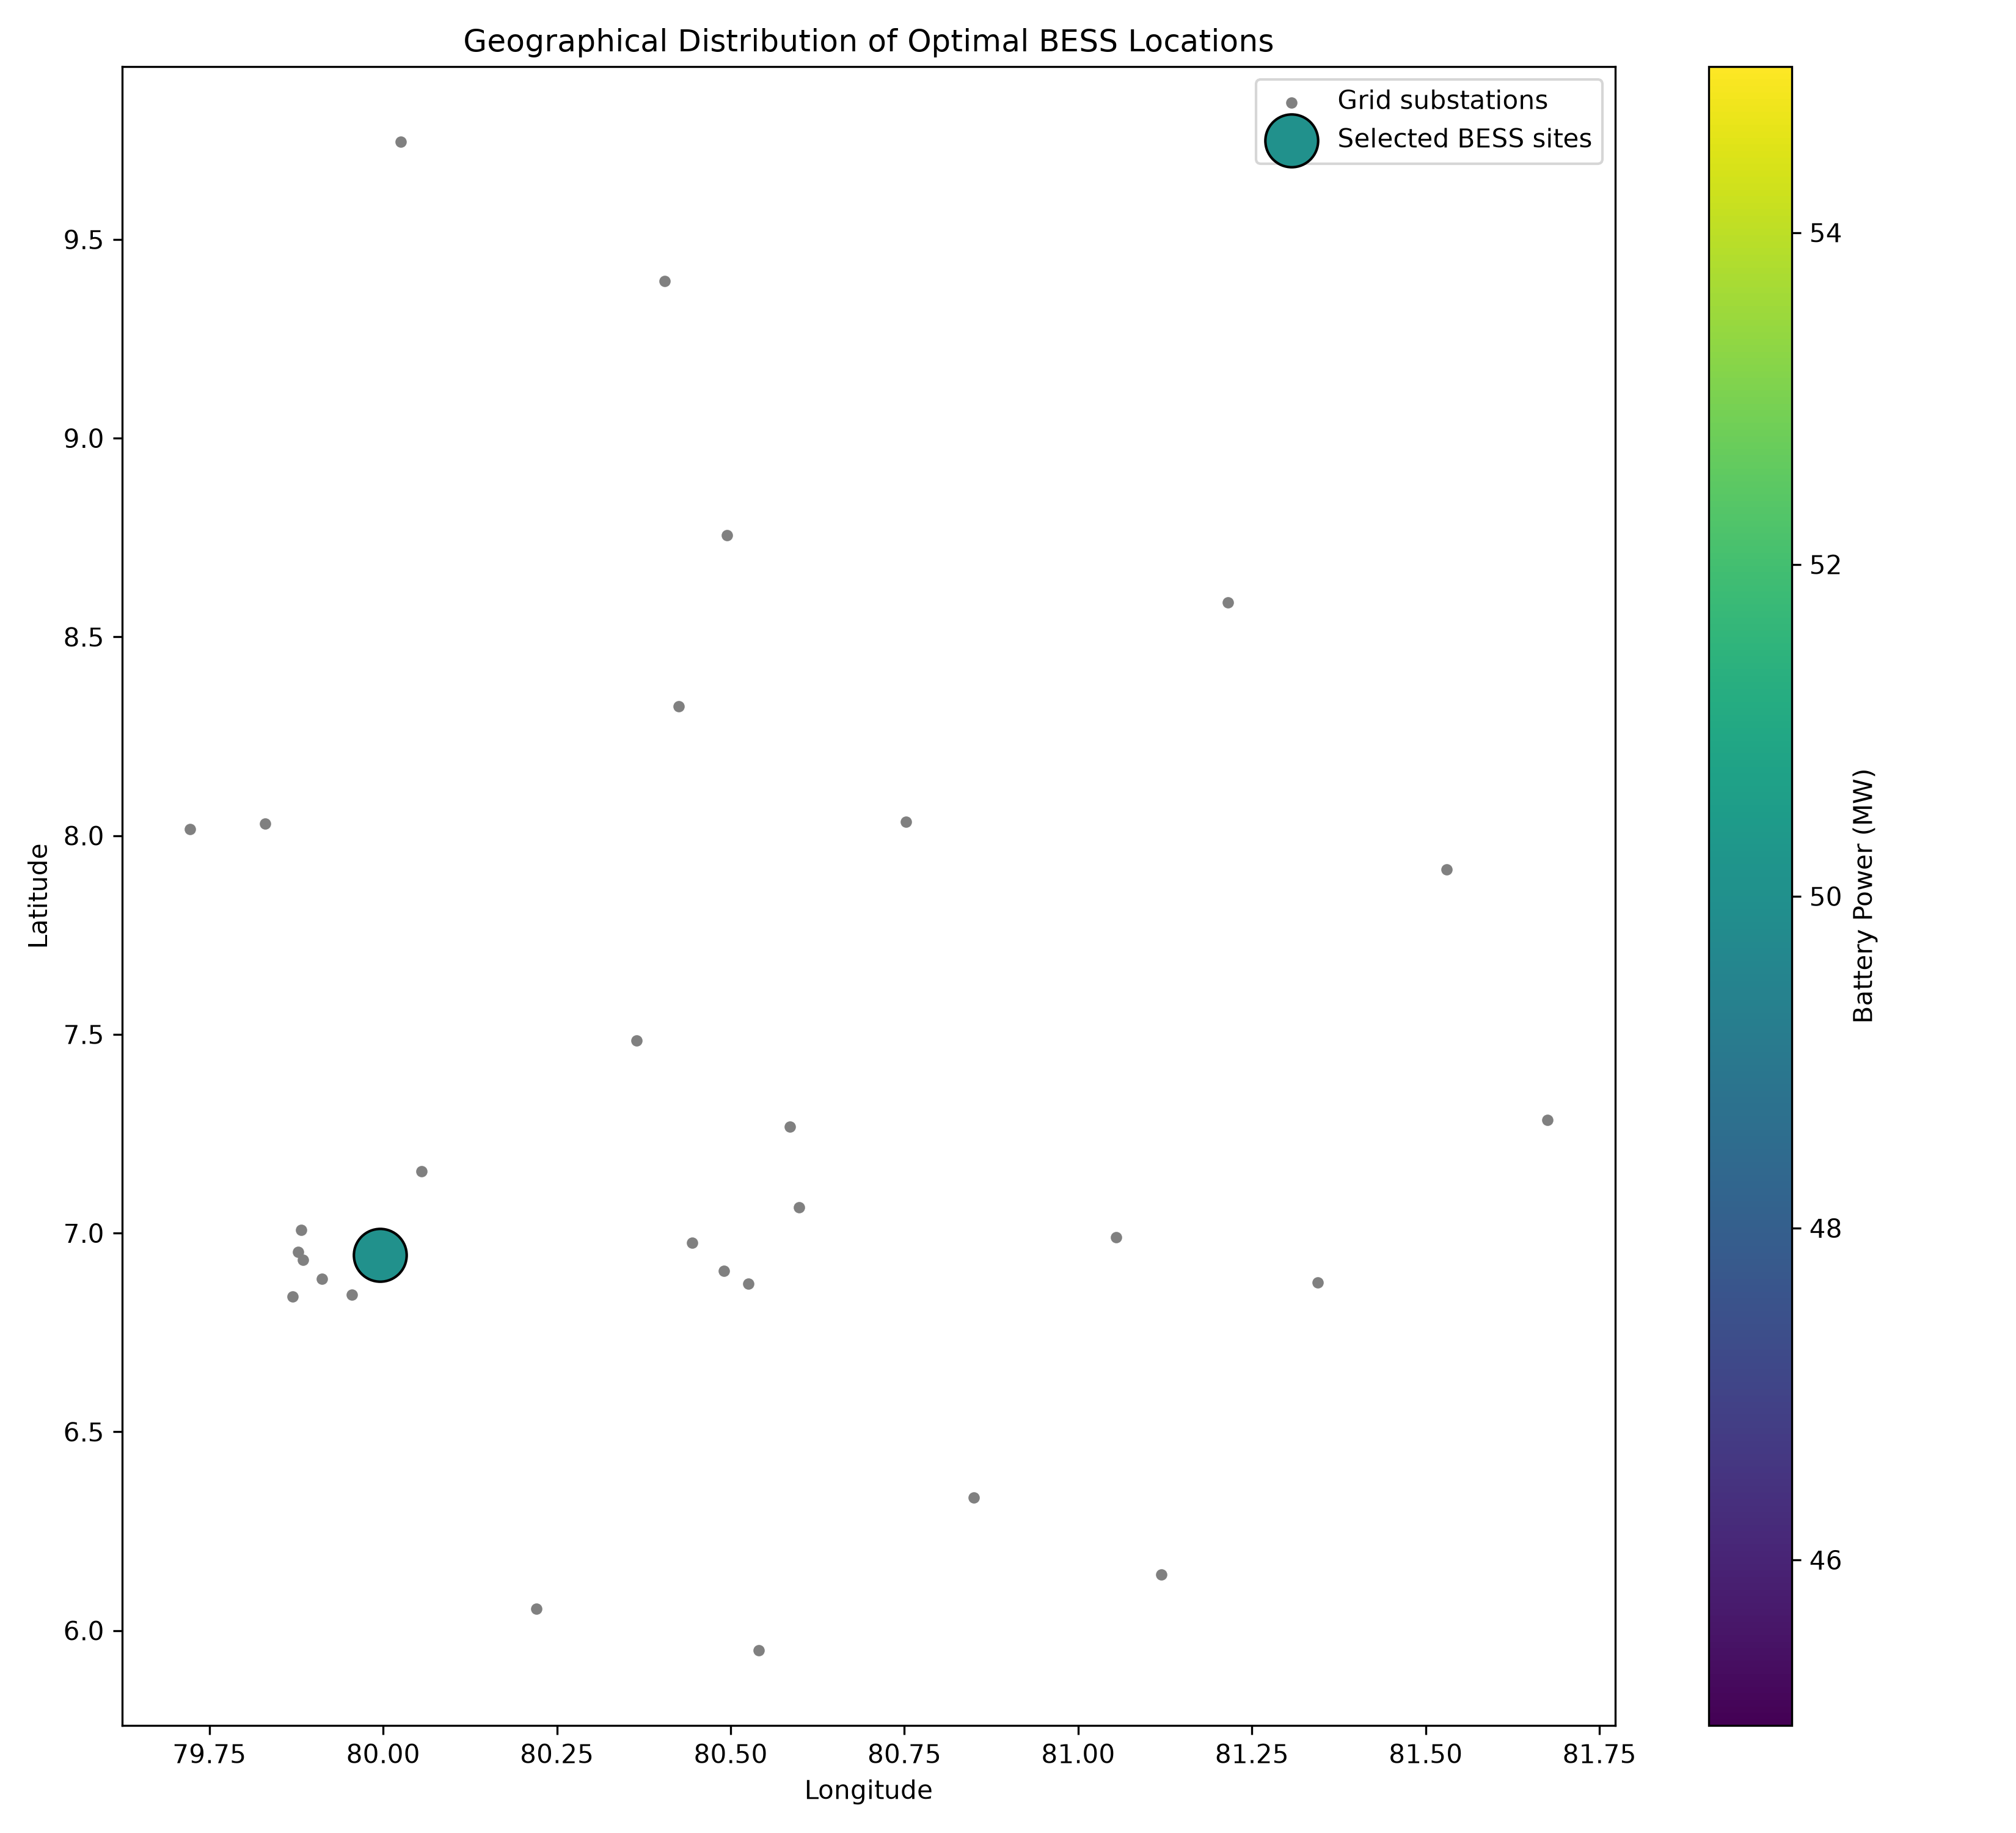 Geographical Distribution of Optimal BESS Locations
Grid substations
Selected BESS sites
9.5
9.0
8.5
8.0
7.5
7.0
6.5
6.0
Latitude
79.75 80.00 80.25 80.50 80.75 81.00 81.25 81.50 81.75
Longitude
54
52
50
48
46
Battery Power (MW)